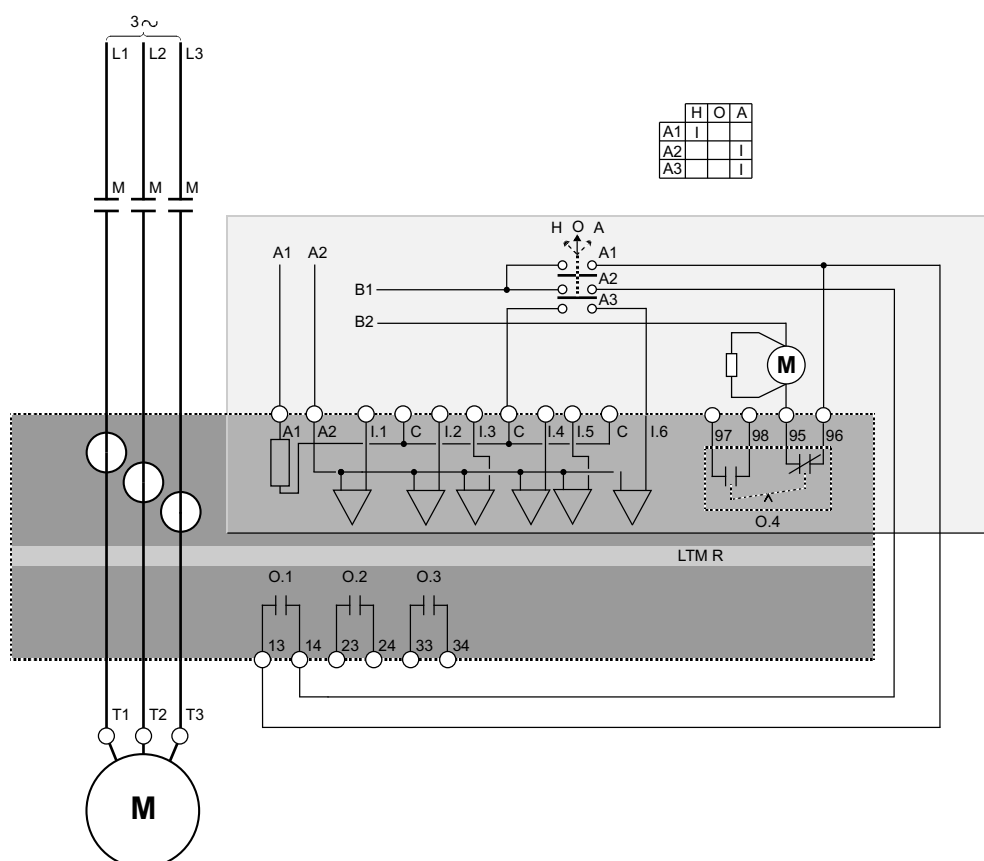 3～
L1 L2 L3
H O A
A1 I
A2 I
A3 I
M M M
H O A
A1 A2 A1
A2
B1
A3
B2
M
A1 A2 I.1 C I.2 I.3 C I.4 I.5 C I.6 97 98 95 96
O.4
LTM R
O.1 O.2 O.3
13 14 23 24 33 34
T1 T2 T3
M